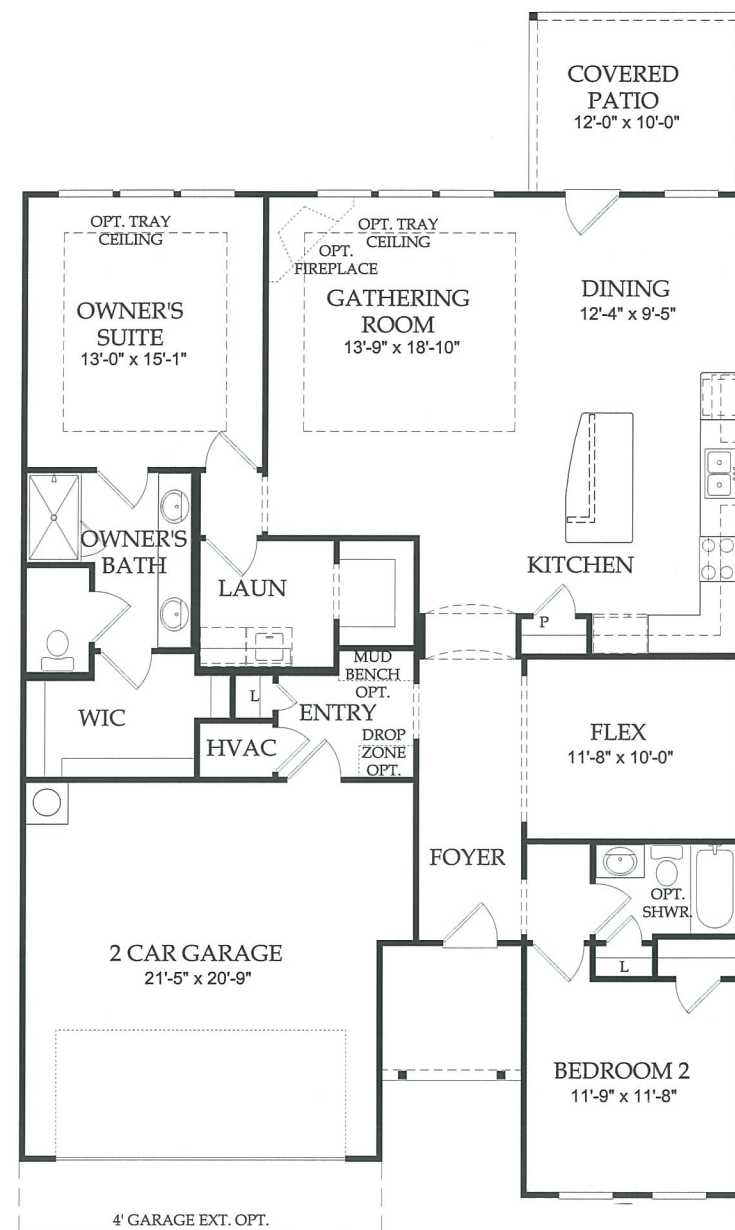 COVERED
PATIO
12'-0" x 10'-0"
OPT. TRAY
CEILING
OWNER'S
SUITE
13'-0" x 15'-1"
OPT.
FIREPLACE
OPT. TRAY
CEILING
GATHERING
ROOM
13'-9" x 18'-10"
DINING
12'-4" x 9'-5"
OWNER'S
BATH
LAUN
KITCHEN
P
MUD
BENCH
OPT.
WIC
L
ENTRY
HVAC
DROP
ZONE
OPT.
FLEX
11'-8" x 10'-0"
FOYER
OPT.
SHWR.
L
2 CAR GARAGE
21'-5" x 20'-9"
BEDROOM 2
11'-9" x 11'-8"
4' GARAGE EXT. OPT.